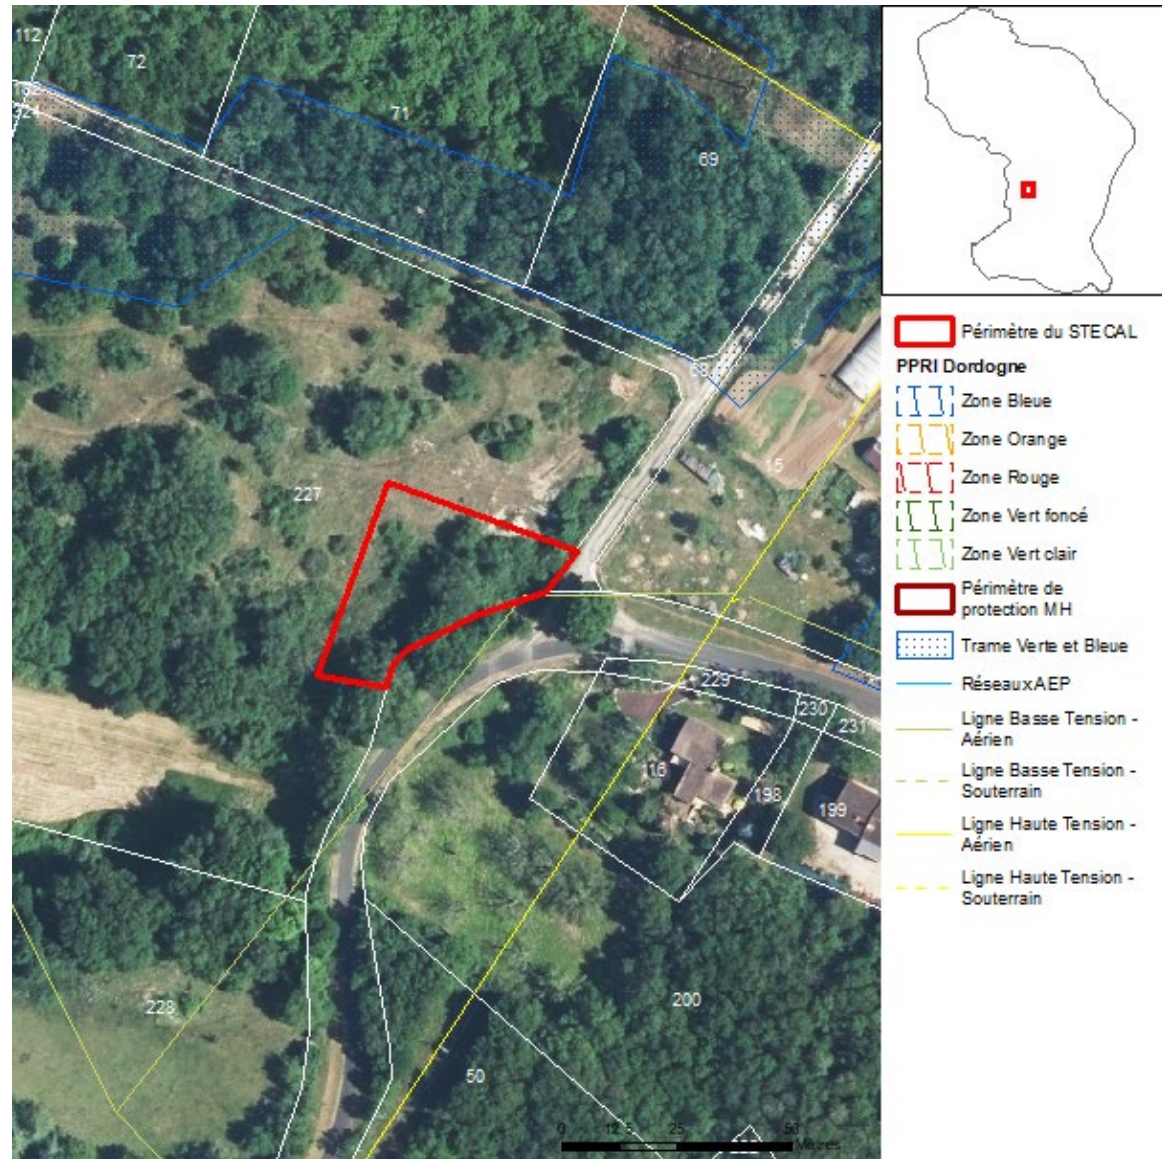 112
72
71
69
227
15
229
230
231
16
198
199
228
200
50
0 12,5 25 50
Mètres
Périmètre du STECAL
PPRI Dordogne
Zone Bleue
Zone Orange
Zone Rouge
Zone Vert foncé
Zone Vert clair
Périmètre de
protection MH
Trame Verte et Bleue
Réseaux AEP
Ligne Basse Tension -
Aérien
Ligne Basse Tension -
Souterrain
Ligne Haute Tension -
Aérien
Ligne Haute Tension -
Souterrain